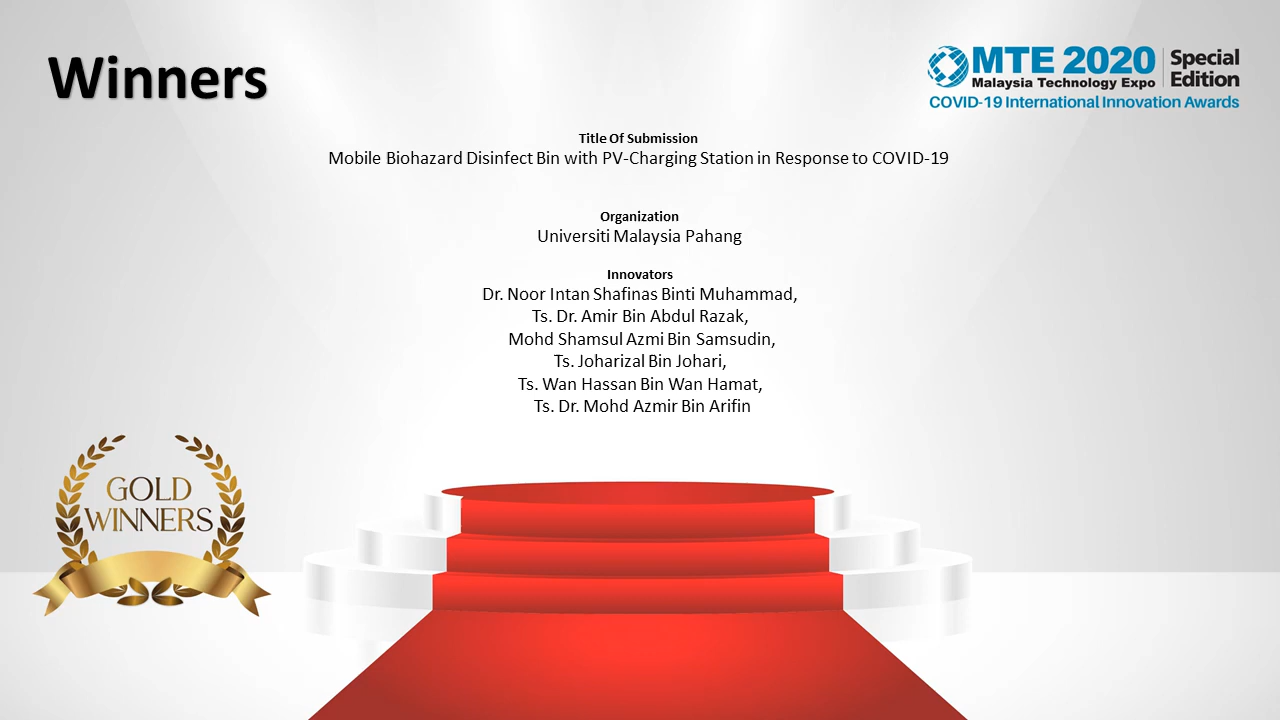 Winners
MTE 2020
Malaysia Technology Expo
Special
Edition
COVID-19 International Innovation Awards
Title Of Submission
Mobile Biohazard Disinfect Bin with PV-Charging Station in Response to COVID-19
Organization
Universiti Malaysia Pahang
Innovators
Dr. Noor Intan Shafinas Binti Muhammad,
Ts. Dr. Amir Bin Abdul Razak,
Mohd Shamsul Azmi Bin Samsudin,
Ts. Joharizal Bin Johari,
Ts. Wan Hassan Bin Wan Hamat,
Ts. Dr. Mohd Azmir Bin Arifin
GOLD
WINNERS